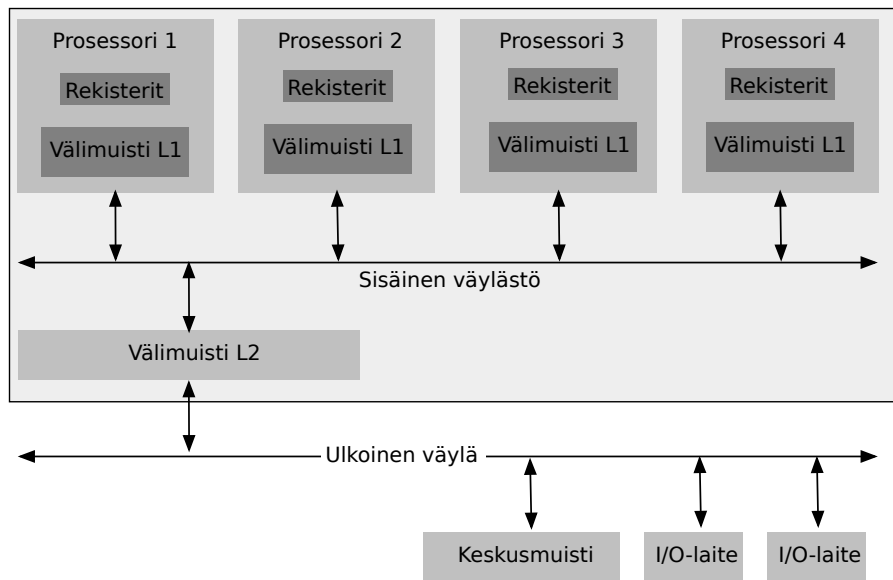 Prosessori 1
Rekisterit
Välimuisti L1
Prosessori 2
Rekisterit
Välimuisti L1
Prosessori 3
Rekisterit
Välimuisti L1
Prosessori 4
Rekisterit
Välimuisti L1
Sisäinen väylästö
Välimuisti L2
Ulkoinen väylä
Keskusmuisti
I/O-laite
I/O-laite